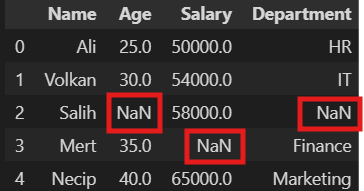 Name Age Salary Department
0 Ali 25.0 50000.0 HR
1 Volkan 30.0 54000.0 IT
2 Salih NaN 58000.0 NaN
3 Mert 35.0 NaN Finance
4 Necip 40.0 65000.0 Marketing